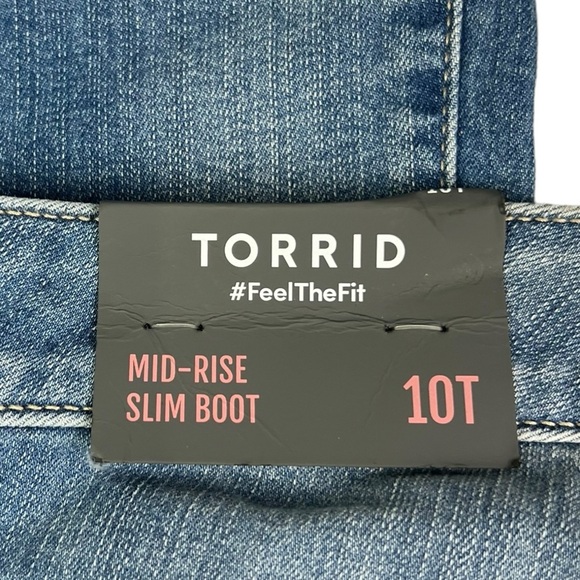 TORRID
#FeelTheFit
MID-RISE
SLIM BOOT
10T